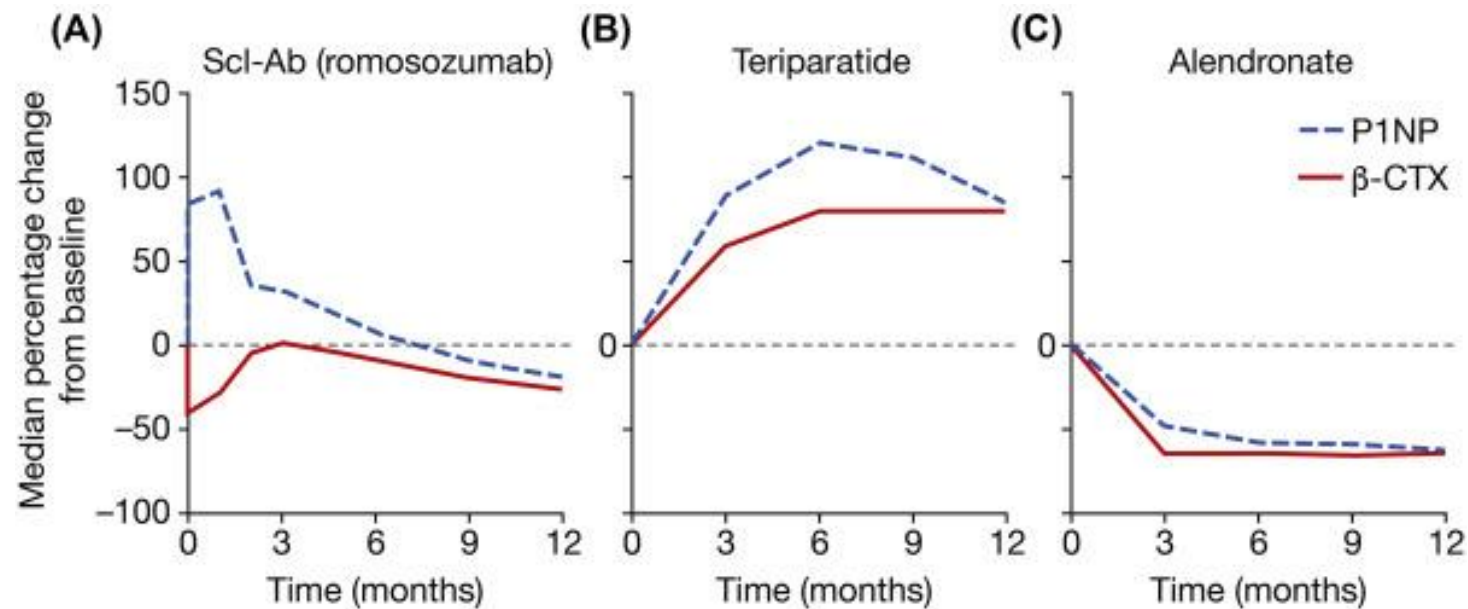 (A)
Scl-Ab (romosozumab)
Median percentage change
from baseline
150
100
50
0
–50
–100
0 3 6 9 12
Time (months)
(B)
Teriparatide
0
0 3 6 9 12
Time (months)
(C)
Alendronate
P1NP
β-CTX
0
0 3 6 9 12
Time (months)